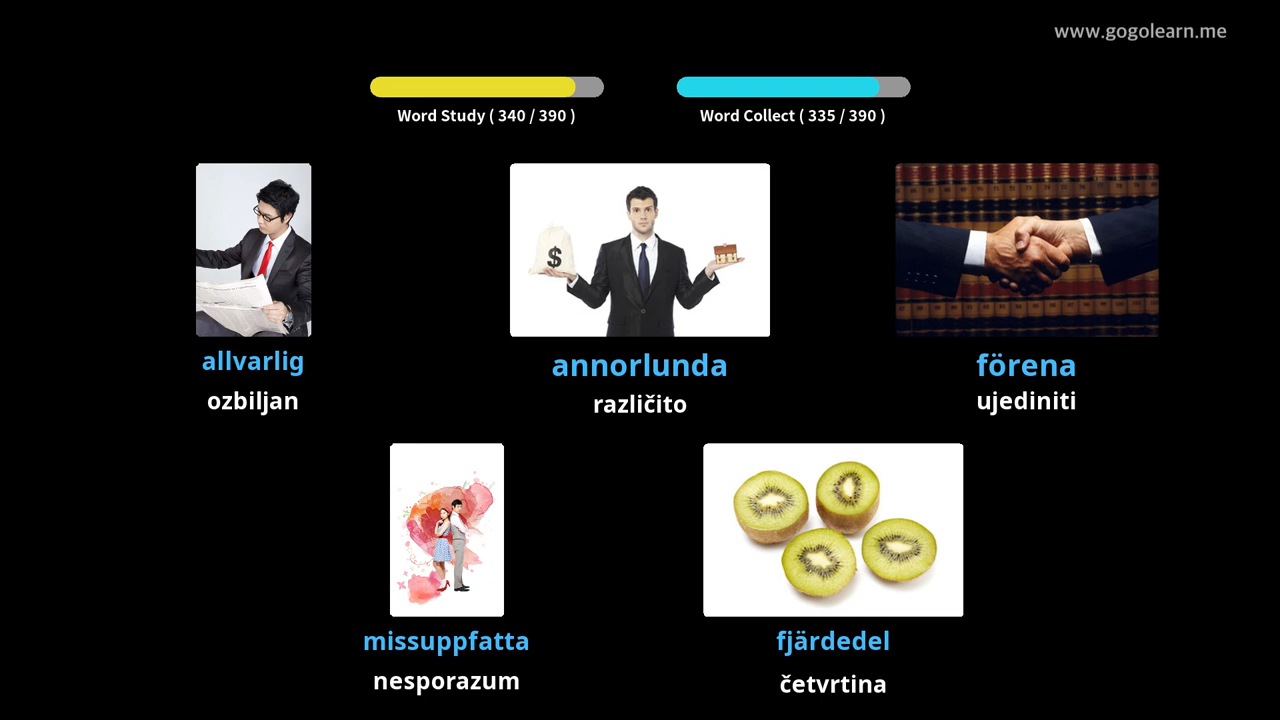 www.gogolearn.me
Word Study ( 340 / 390 )
Word Collect ( 335 / 390 )
$
allvarlig
ozbiljan
annorlunda
različito
förena
ujediniti
missuppfatta
nesporazum
fjärdedel
četvrtina